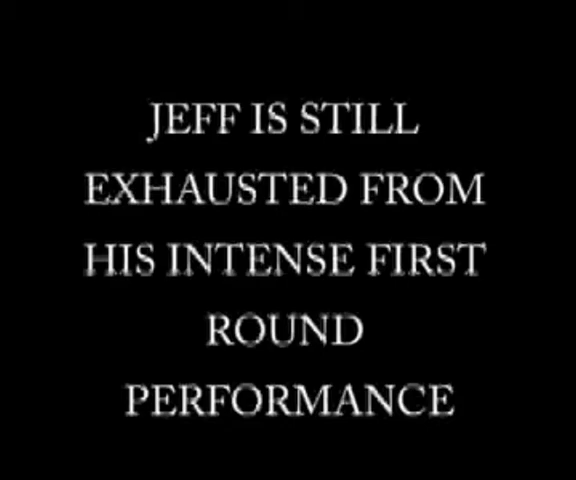 JEFF IS STILL
EXHAUSTED FROM
HIS INTENSE FIRST
ROUND
PERFORMANCE